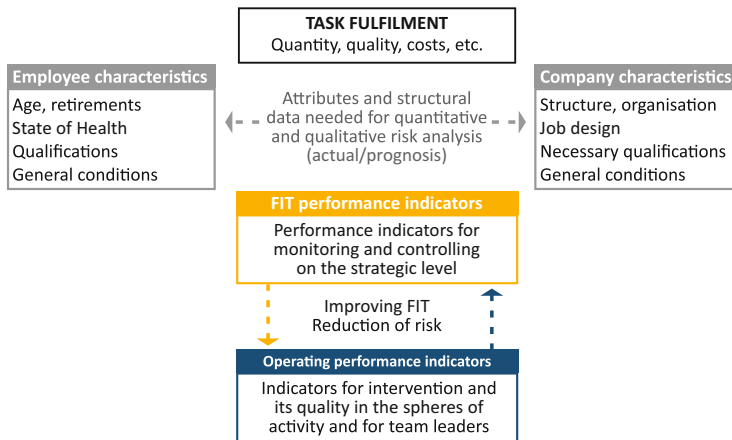 TASK FULFILMENT
Quantity, quality, costs, etc.
Employee characteristics
Age, retirements
State of Health
Qualifications
General conditions
Attributes and structural
data needed for quantitative
and qualitative risk analysis
(actual/prognosis)
Company characteristics
Structure, organisation
Job design
Necessary qualifications
General conditions
FIT performance indicators
Performance indicators for
monitoring and controlling
on the strategic level
Improving FIT
Reduction of risk
Operating performance indicators
Indicators for intervention and
its quality in the spheres of
activity and for team leaders